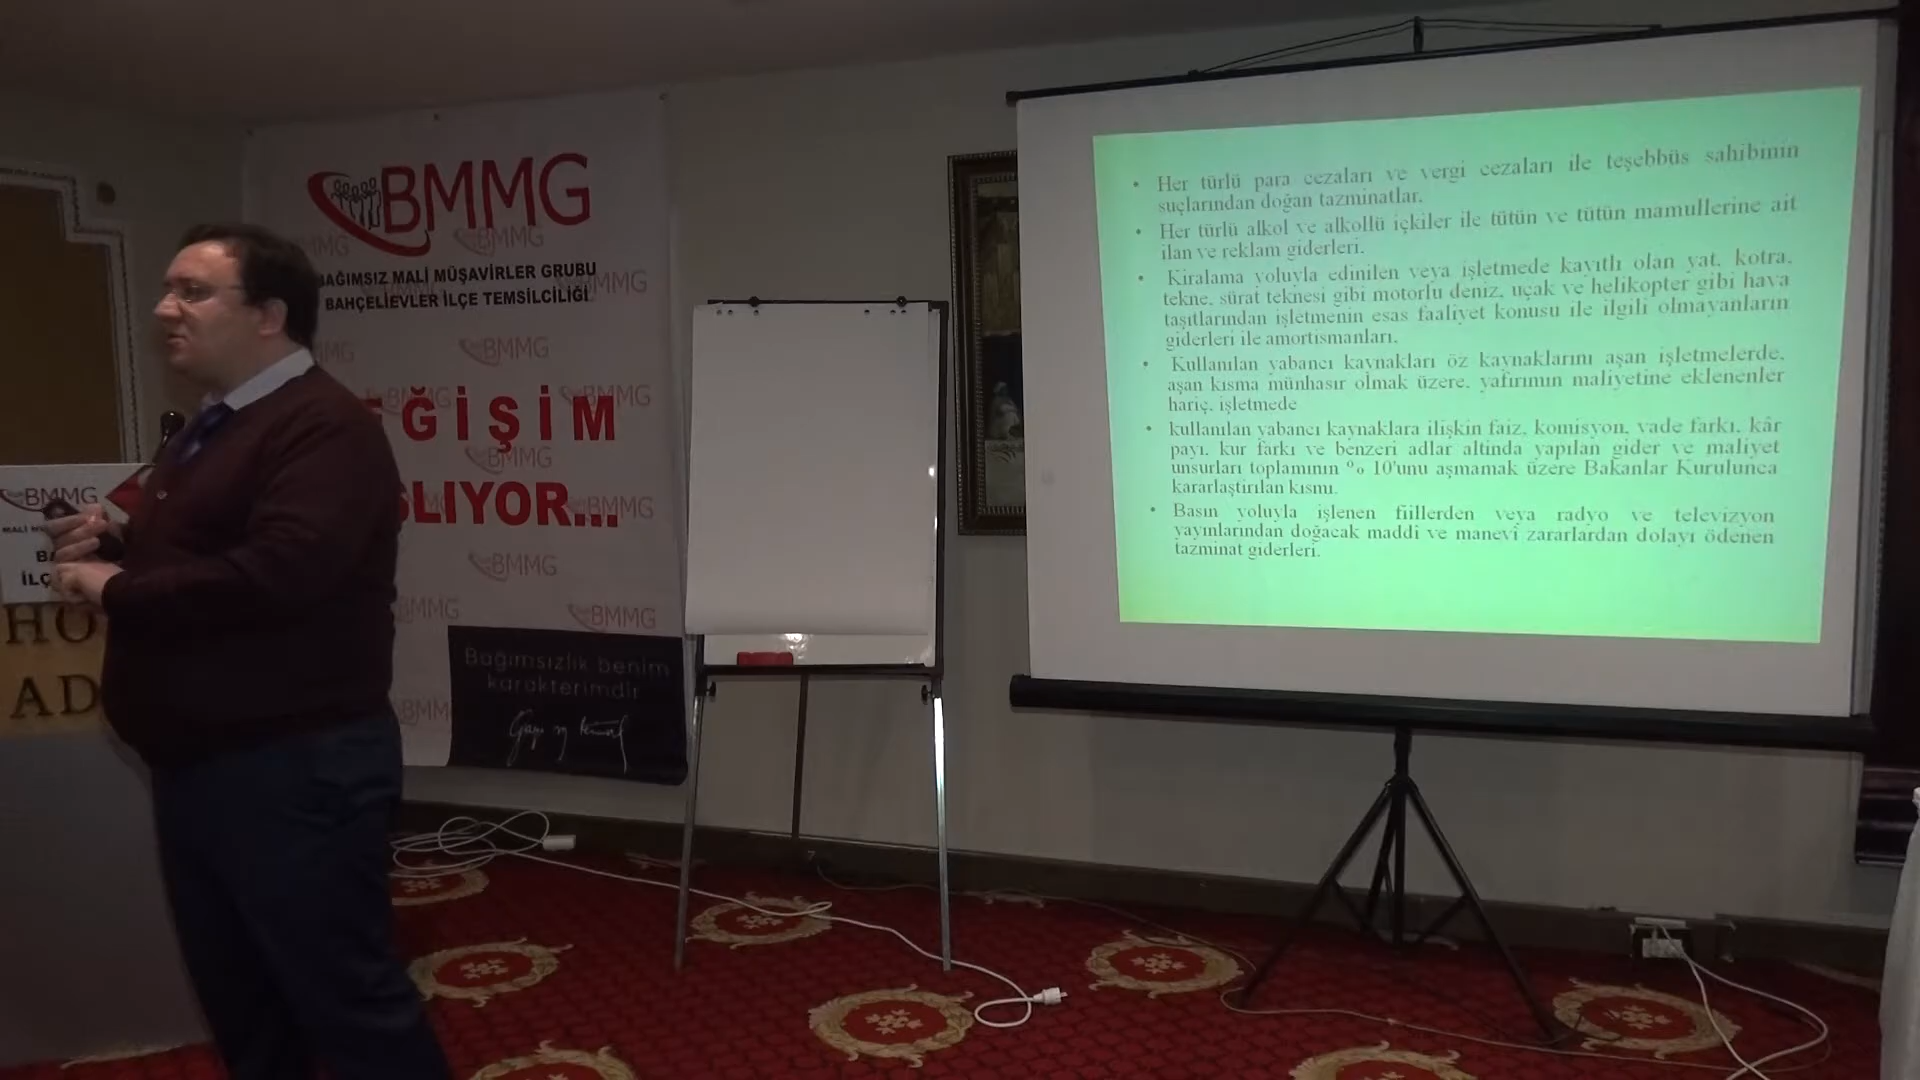 BMMG
BAĞIMSIZ MALİ MÜŞAVİRLER GRUBU
BAHÇELİEVLER İLÇE TEMSİLCİLİĞİ
ĞİŞİM
LIYOR...
Bağımsızlık benim
karakterimdir
BMMG
MALİ
HO
AD
• Her türlü para cezaları ve vergi cezaları ile teşebbüs sahibinin
suçlarından doğan tazminatlar.
• Her türlü alkol ve alkollü içkiler ile tütün ve tütün mamullerine ait
ilan ve reklam giderleri.
• Kiralama yoluyla edinilen veya işletmede kayıtlı olan yat, kotra,
tekne, sürat teknesi gibi motorlu deniz, uçak ve helikopter gibi hava
taşıtlarından işletmenin esas faaliyet konusu ile ilgili olmayanların
giderleri ile amortismanları.
• Kullanılan yabancı kaynakları öz kaynaklarını aşan işletmelerde,
aşan kısma münhasır olmak üzere, yatırımın maliyetine eklenenler
hariç, işletmede
• kullanılan yabancı kaynaklara ilişkin faiz, komisyon, vade farkı, kâr
payı, kur farkı ve benzeri adlar altında yapılan gider ve maliyet
unsurları toplamının % 10'unu aşmamak üzere Bakanlar Kurulunca
kararlaştırılan kısmı.
• Basın yoluyla işlenen fiillerden veya radyo ve televizyon
yayınlarından doğacak maddi ve manevi zararlardan dolayı ödenen
tazminat giderleri.